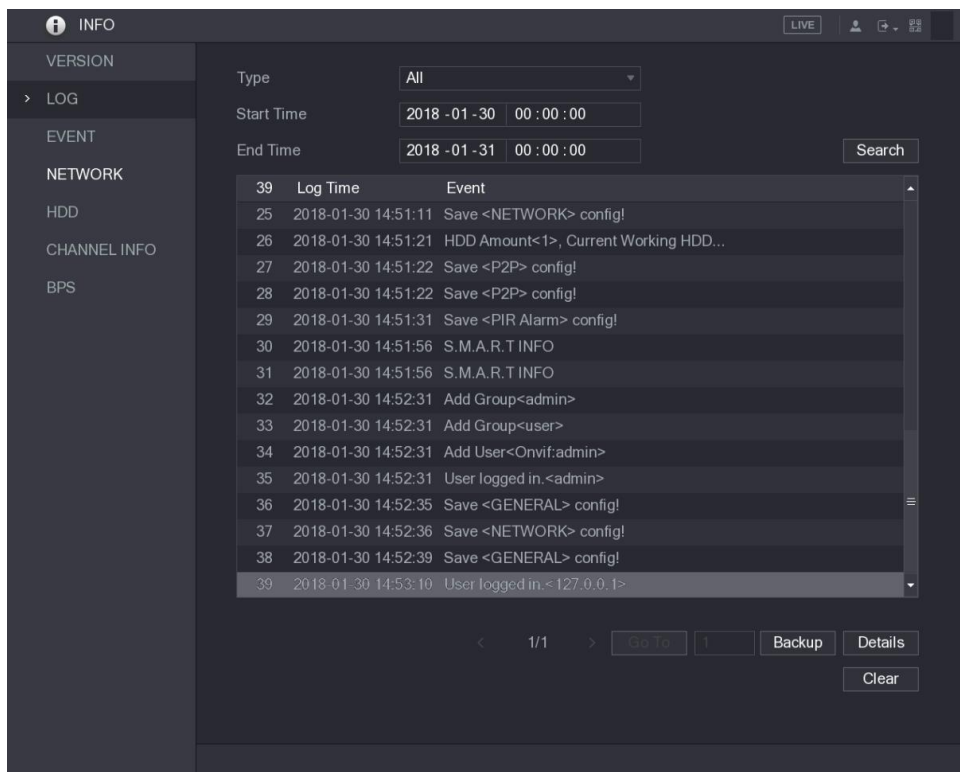 INFO
LIVE
VERSION
LOG
EVENT
NETWORK
HDD
CHANNEL INFO
BPS
Type All
Start Time 2018 -01 -30 00 : 00 : 00
End Time 2018 -01 -31 00 : 00 : 00
Search
39 Log Time Event
25 2018-01-30 14:51:11 Save <NETWORK> config!
26 2018-01-30 14:51:21 HDD Amount<1>, Current Working HDD...
27 2018-01-30 14:51:22 Save <P2P> config!
28 2018-01-30 14:51:22 Save <P2P> config!
29 2018-01-30 14:51:31 Save <PIR Alarm> config!
30 2018-01-30 14:51:56 S.M.A.R.T INFO
31 2018-01-30 14:51:56 S.M.A.R.T INFO
32 2018-01-30 14:52:31 Add Group<admin>
33 2018-01-30 14:52:31 Add Group<user>
34 2018-01-30 14:52:31 Add User<Onvif:admin>
35 2018-01-30 14:52:31 User logged in.<admin>
36 2018-01-30 14:52:35 Save <GENERAL> config!
37 2018-01-30 14:52:36 Save <NETWORK> config!
38 2018-01-30 14:52:39 Save <GENERAL> config!
39 2018-01-30 14:53:10 User logged in.<127.0.0.1>
< 1/1 > Go To 1 Backup Details
Clear